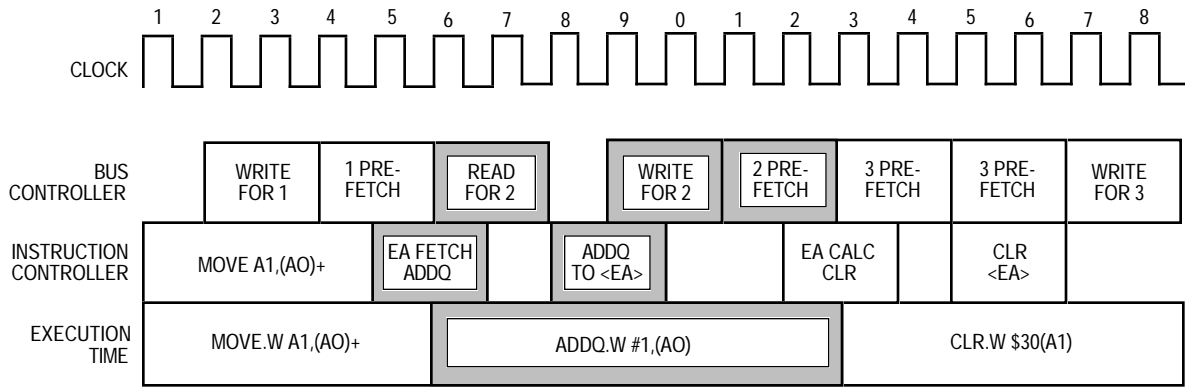 1 2 3 4 5 6 7 8 9 0 1 2 3 4 5 6 7 8
CLOCK
BUS
CONTROLLER
WRITE
FOR 1
1 PRE-
FETCH
READ
FOR 2
WRITE
FOR 2
2 PRE-
FETCH
3 PRE-
FETCH
3 PRE-
FETCH
WRITE
FOR 3
INSTRUCTION
CONTROLLER
MOVE A1,(AO)+
EA FETCH
ADDQ
ADDQ
TO <EA>
EA CALC
CLR
CLR
<EA>
EXECUTION
TIME
MOVE.W A1,(AO)+
ADDQ.W #1,(AO)
CLR.W $30(A1)